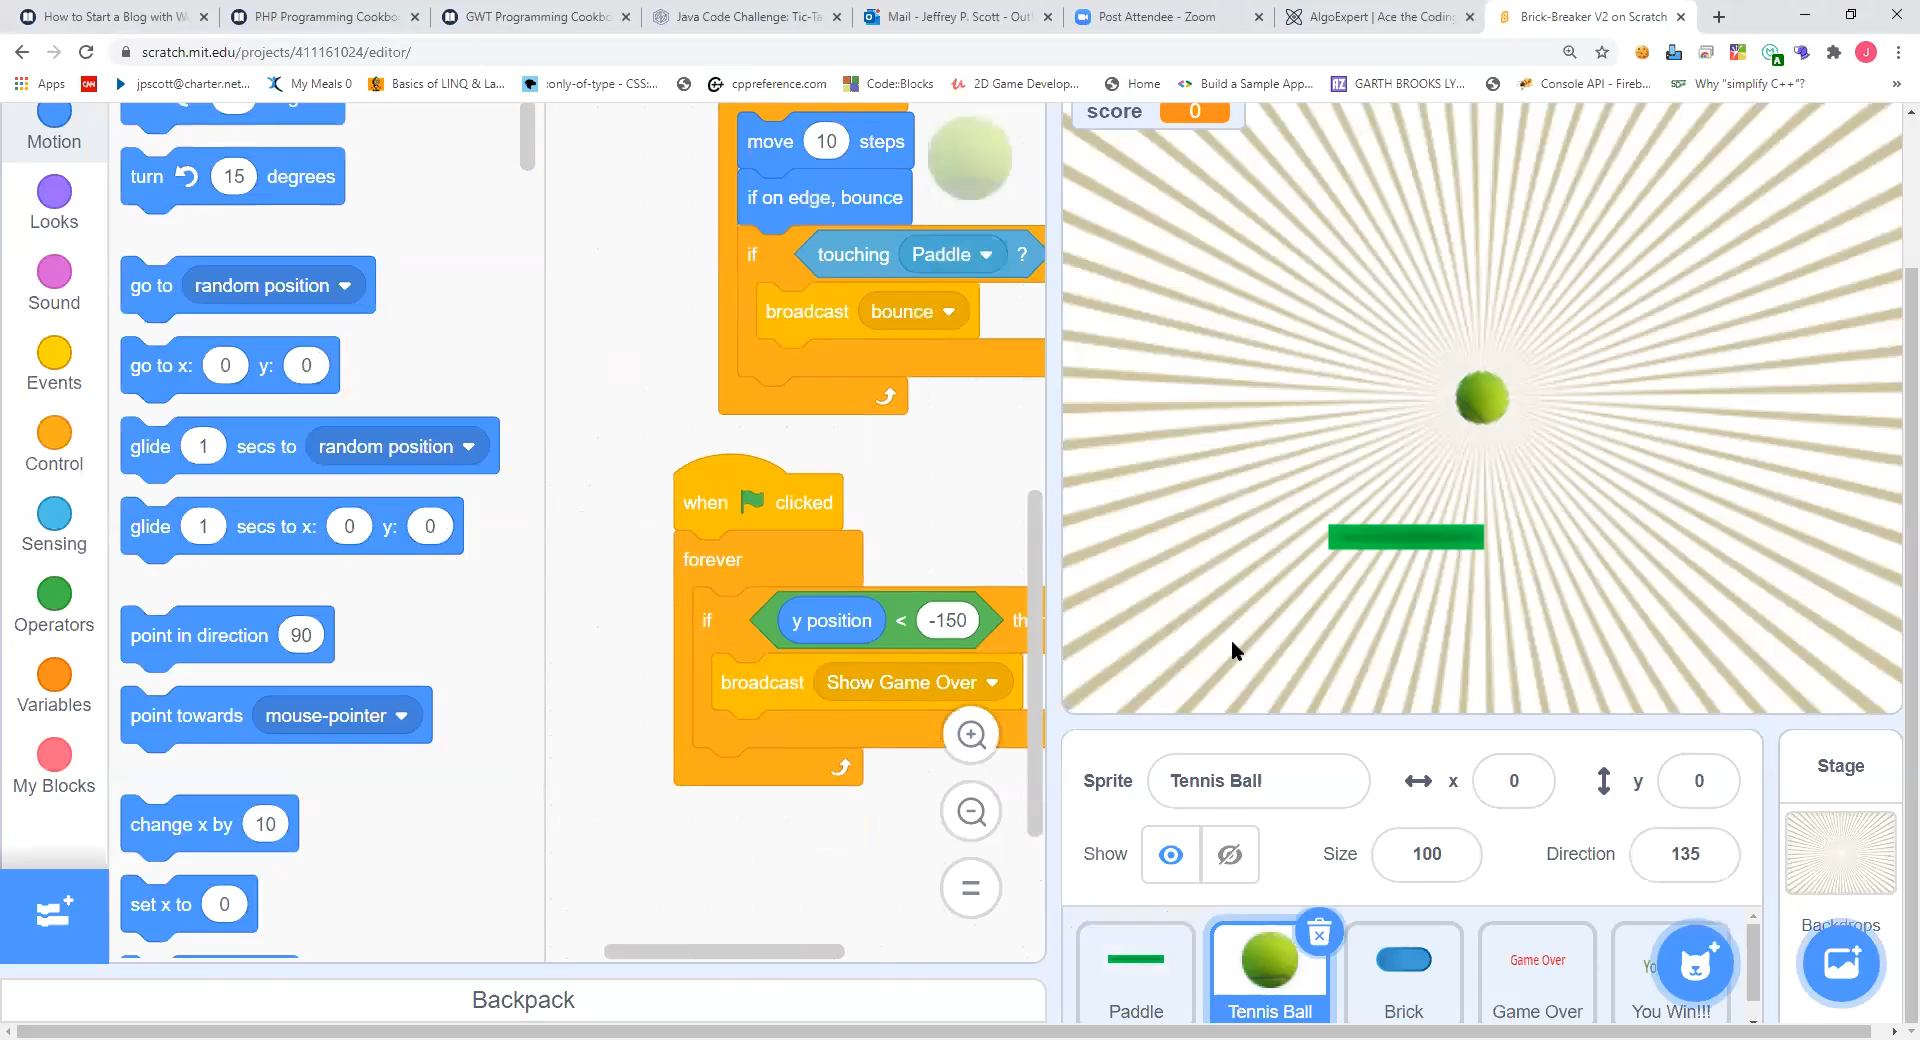 How to Start a Blog with W
PHP Programming Cookbo
GWT Programming Cookb
Java Code Challenge: Tic-Ta
Mail - Jeffrey P. Scott - Out
Post Attendee - Zoom
AlgoExpert | Ace the Coding
Brick-Breaker V2 on Scratch
scratch.mit.edu/projects/411161024/editor/
Apps
CNN
jpscott@charter.net...
My Meals 0
Basics of LINQ & La...
:only-of-type - CSS:...
cppreference.com
Code::Blocks
2D Game Develop...
Home
Build a Sample App...
GARTH BROOKS LY...
Console API - Fireb...
Why "simplify C++"?
Motion
Looks
Sound
Events
Control
Sensing
Operators
Variables
My Blocks
turn 15 degrees
go to random position
go to x: 0 y: 0
glide 1 secs to random position
glide 1 secs to x: 0 y: 0
point in direction 90
point towards mouse-pointer
change x by 10
set x to 0
move 10 steps
if on edge, bounce
if touching Paddle ?
broadcast bounce
when clicked
forever
if y position < -150 th
broadcast Show Game Over
Backpack
score 0
Sprite Tennis Ball x 0 y 0
Show Size 100 Direction 135
Stage
Backdrops
Paddle
Tennis Ball
Brick
Game Over
Game Over
Yo
You Win!!!